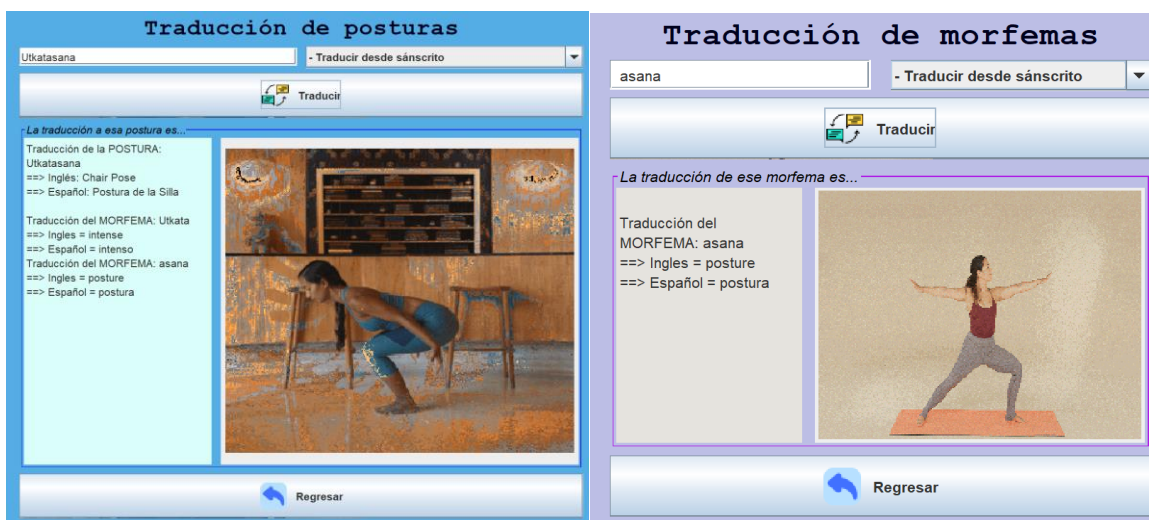 Traducción de posturas
Utkatasana
- Traducir desde sánscrito
Traducir
La traducción a esa postura es...
Traducción de la POSTURA:
Utkatasana
==> Inglés: Chair Pose
==> Español: Postura de la Silla
Traducción del MORFEMA: Utkata
==> Ingles = intense
==> Español = intenso
Traducción del MORFEMA: asana
==> Ingles = posture
==> Español = postura
Regresar
Traducción de morfemas
asana
- Traducir desde sánscrito
Traducir
La traducción de ese morfema es...
Traducción del
MORFEMA: asana
==> Ingles = posture
==> Español = postura
Regresar